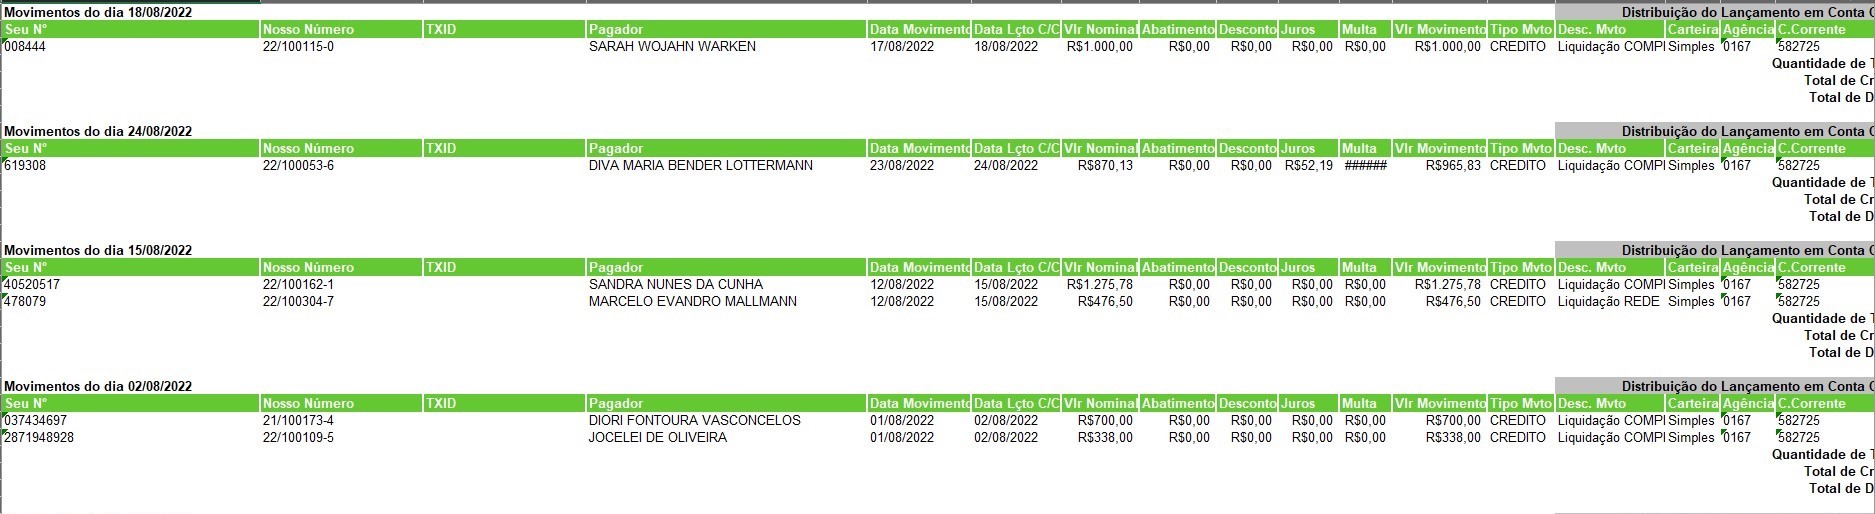 Movimentos do dia 18/08/2022 Distribuição do Lançamento em Conta C
Seu Nº Nosso Número TXID Pagador Data Movimento Data Lçto C/C Vlr Nominal Abatimento Desconto Juros Multa Vlr Movimento Tipo Mvto Desc. Mvto Carteira Agência C.Corrente
008444 22/100115-0 SARAH WOJAHN WARKEN 17/08/2022 18/08/2022 R$1.000,00 R$0,00 R$0,00 R$0,00 R$0,00 R$1.000,00 CREDITO Liquidação COMPI Simples 0167 582725
Quantidade de T
Total de Cr
Total de D
Movimentos do dia 24/08/2022 Distribuição do Lançamento em Conta C
Seu Nº Nosso Número TXID Pagador Data Movimento Data Lçto C/C Vlr Nominal Abatimento Desconto Juros Multa Vlr Movimento Tipo Mvto Desc. Mvto Carteira Agência C.Corrente
619308 22/100053-6 DIVA MARIA BENDER LOTTERMANN 23/08/2022 24/08/2022 R$870,13 R$0,00 R$0,00 R$52,19 ###### R$965,83 CREDITO Liquidação COMPI Simples 0167 582725
Quantidade de T
Total de Cr
Total de D
Movimentos do dia 15/08/2022 Distribuição do Lançamento em Conta C
Seu Nº Nosso Número TXID Pagador Data Movimento Data Lçto C/C Vlr Nominal Abatimento Desconto Juros Multa Vlr Movimento Tipo Mvto Desc. Mvto Carteira Agência C.Corrente
40520517 22/100162-1 SANDRA NUNES DA CUNHA 12/08/2022 15/08/2022 R$1.275,78 R$0,00 R$0,00 R$0,00 R$0,00 R$1.275,78 CREDITO Liquidação COMPI Simples 0167 582725
478079 22/100304-7 MARCELO EVANDRO MALLMANN 12/08/2022 15/08/2022 R$476,50 R$0,00 R$0,00 R$0,00 R$0,00 R$476,50 CREDITO Liquidação REDE Simples 0167 582725
Quantidade de T
Total de Cr
Total de D
Movimentos do dia 02/08/2022 Distribuição do Lançamento em Conta C
Seu Nº Nosso Número TXID Pagador Data Movimento Data Lçto C/C Vlr Nominal Abatimento Desconto Juros Multa Vlr Movimento Tipo Mvto Desc. Mvto Carteira Agência C.Corrente
037434697 21/100173-4 DIORI FONTOURA VASCONCELOS 01/08/2022 02/08/2022 R$700,00 R$0,00 R$0,00 R$0,00 R$0,00 R$700,00 CREDITO Liquidação COMPI Simples 0167 582725
2871948928 22/100109-5 JOCELEI DE OLIVEIRA 01/08/2022 02/08/2022 R$338,00 R$0,00 R$0,00 R$0,00 R$0,00 R$338,00 CREDITO Liquidação COMPI Simples 0167 582725
Quantidade de T
Total de Cr
Total de D